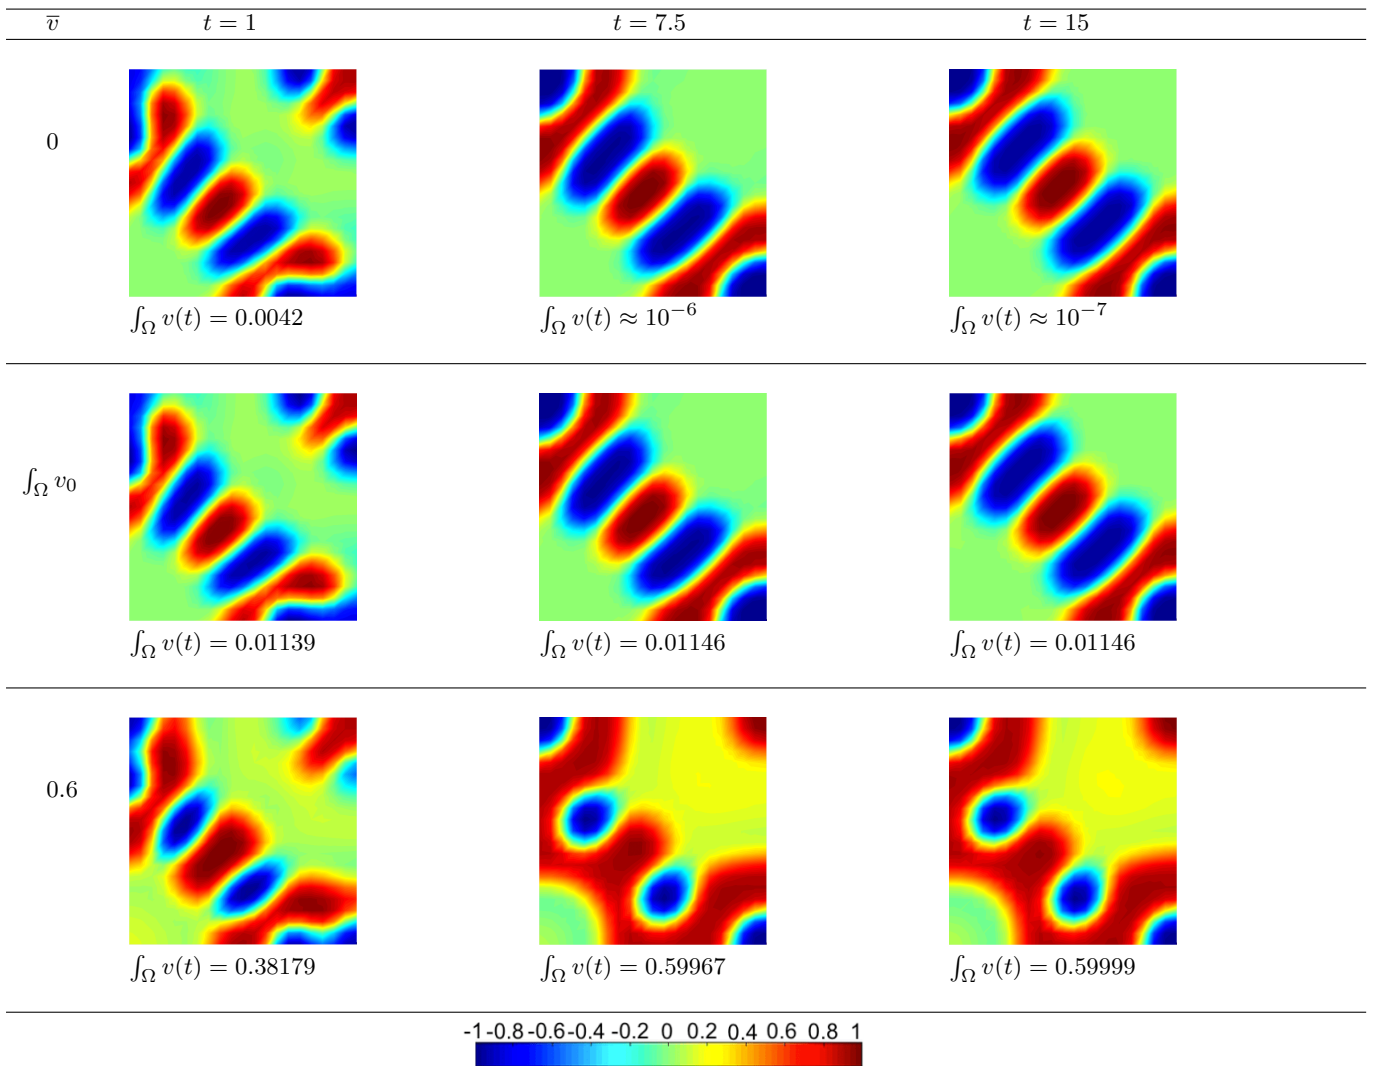 v̅ t = 1 t = 7.5 t = 15
0
∫_Ω v(t) = 0.0042 ∫_Ω v(t) ≈ 10⁻⁶ ∫_Ω v(t) ≈ 10⁻⁷
∫_Ω v₀
∫_Ω v(t) = 0.01139 ∫_Ω v(t) = 0.01146 ∫_Ω v(t) = 0.01146
0.6
∫_Ω v(t) = 0.38179 ∫_Ω v(t) = 0.59967 ∫_Ω v(t) = 0.59999
-1 -0.8 -0.6 -0.4 -0.2 0 0.2 0.4 0.6 0.8 1